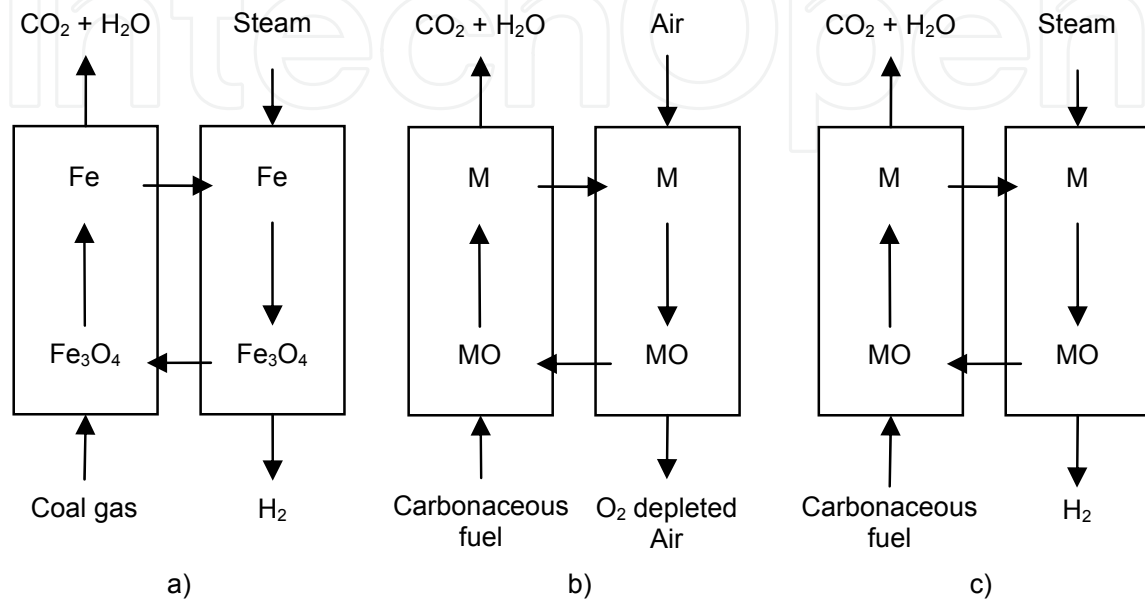 IntechOpen
CO₂ + H₂O
Steam
Fe
Fe
Fe₃O₄
Fe₃O₄
Coal gas
H₂
a)
CO₂ + H₂O
Air
M
M
MO
MO
Carbonaceous
fuel
O₂ depleted
Air
b)
CO₂ + H₂O
Steam
M
M
MO
MO
Carbonaceous
fuel
H₂
c)